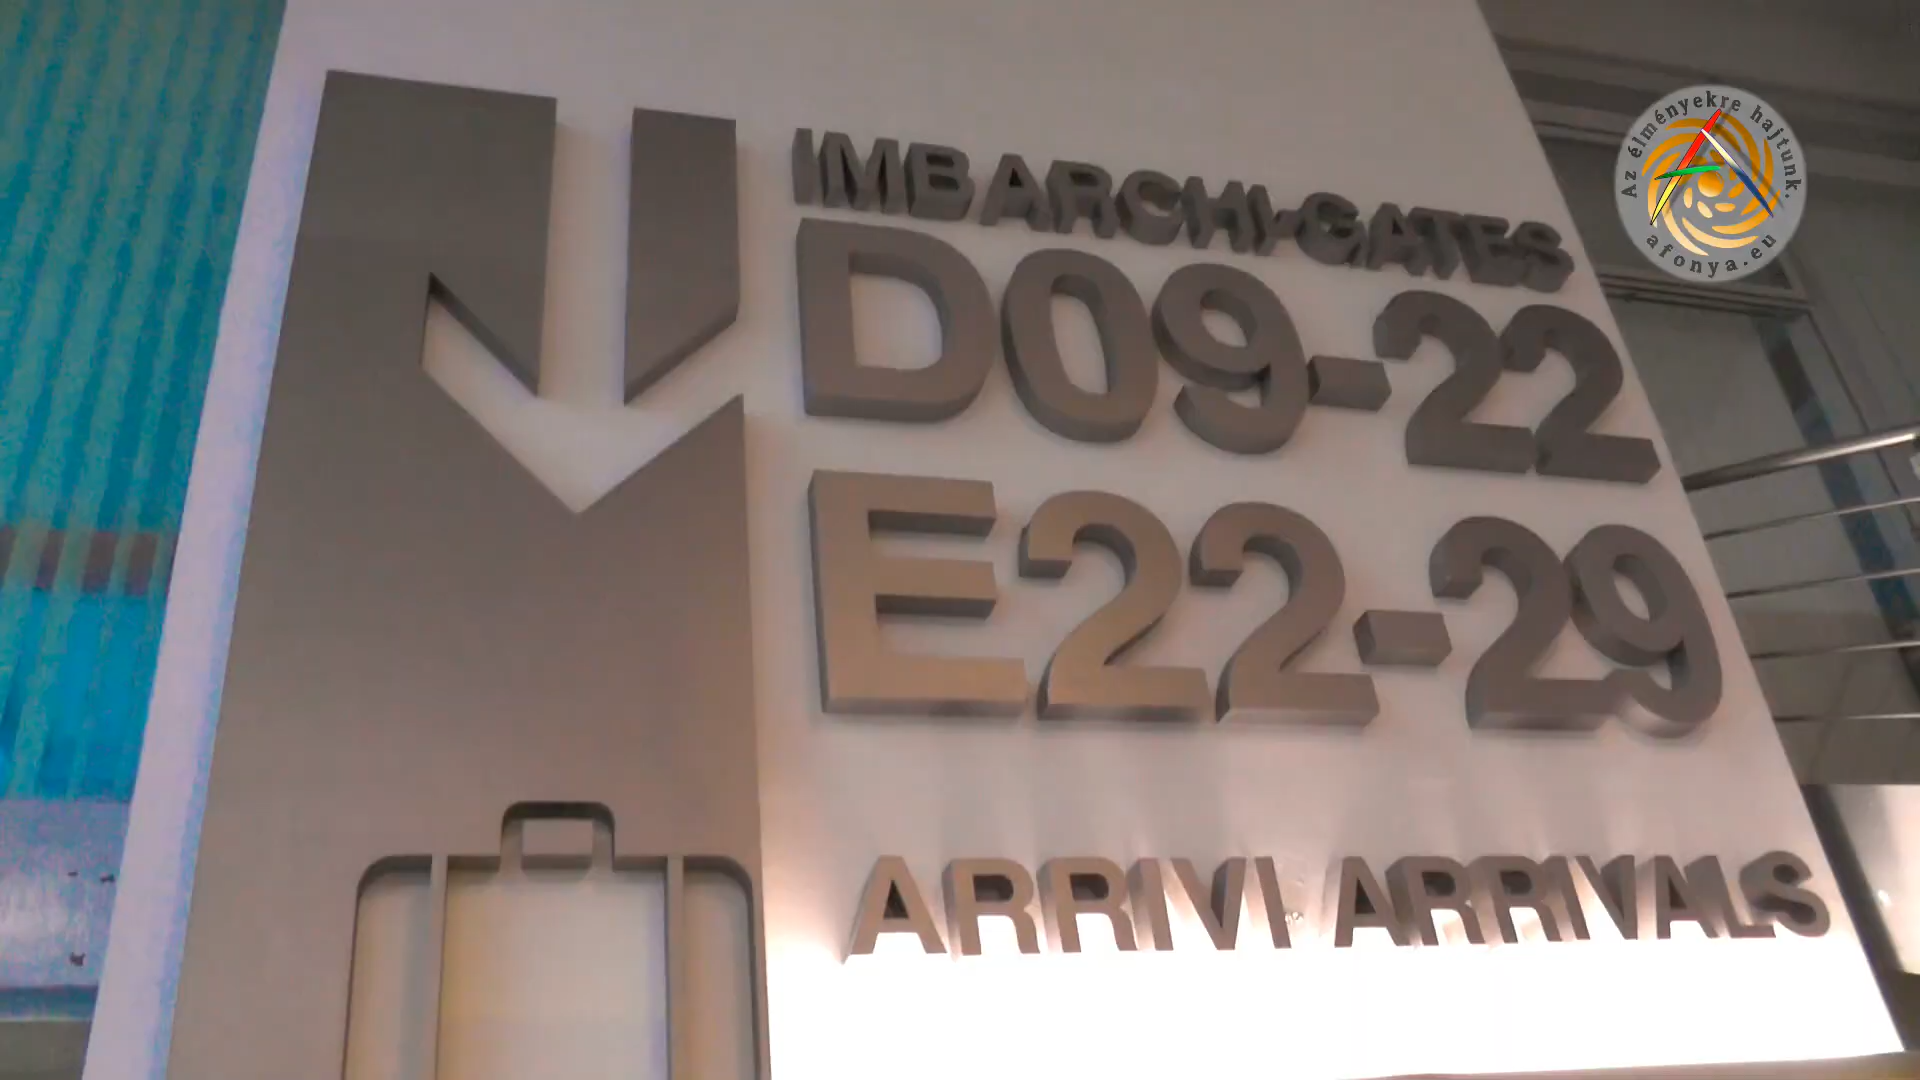 IMBARCHI-GATES
D09-22
E22-29
ARRIVI ARRIVALS
Az élményekre hajtunk.
afonya.eu